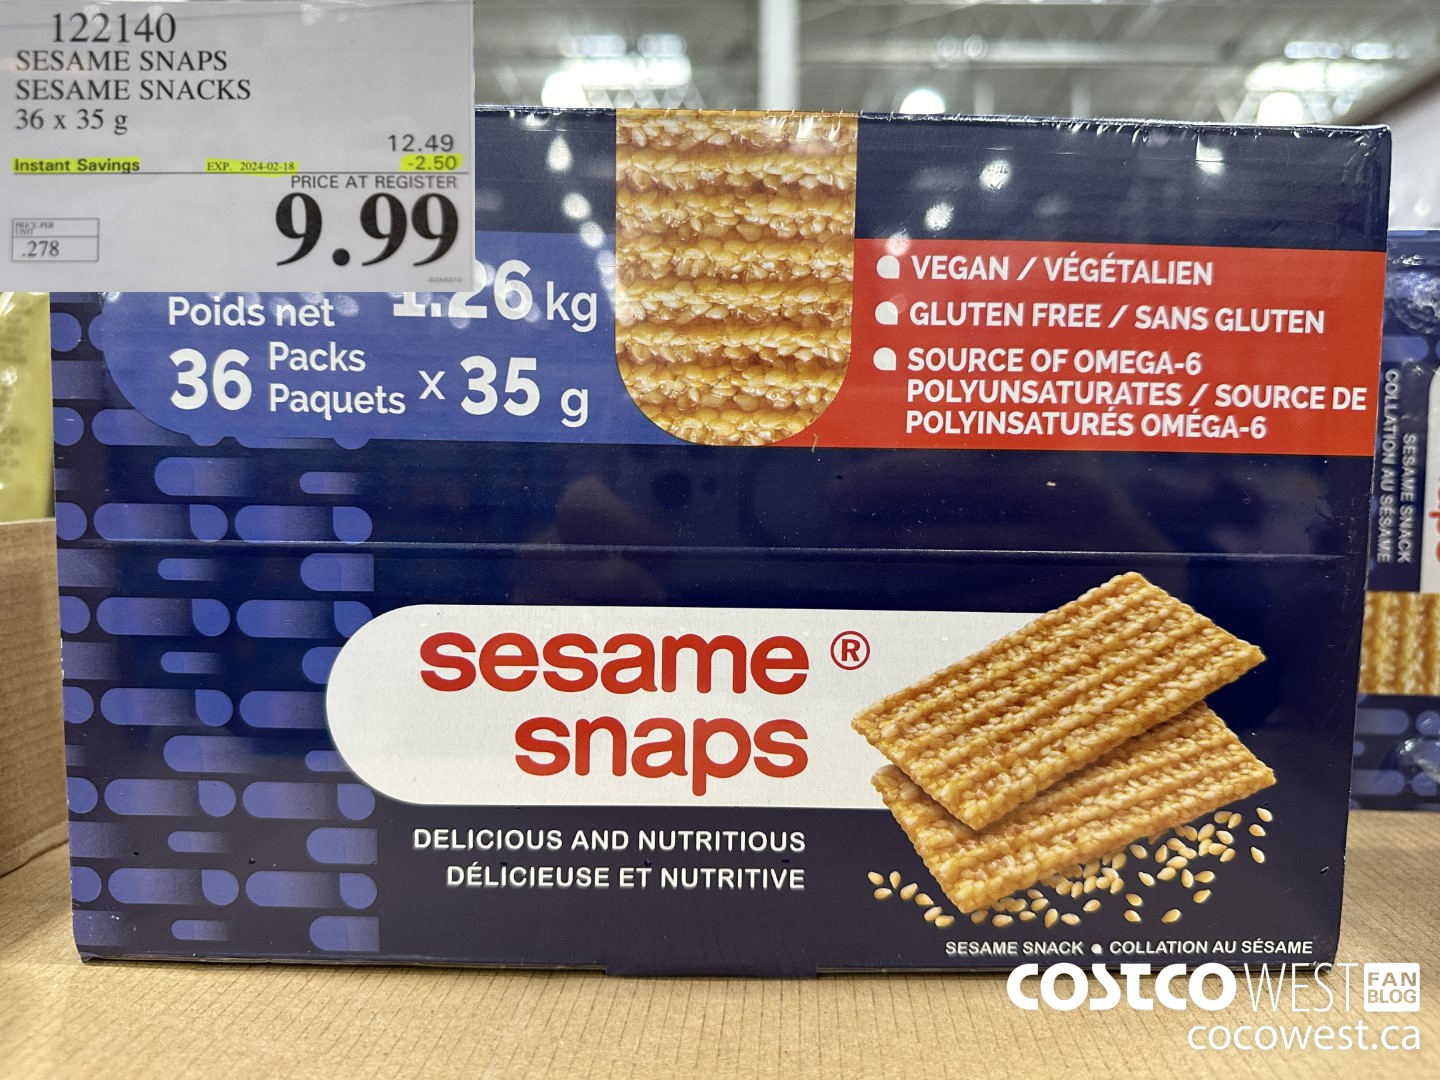 122140
SESAME SNAPS
SESAME SNACKS
36 x 35 g
12.49
Instant Savings
EXP. 2024-02-18
-2.50
PRICE AT REGISTER
9.99
PRICE PER
UNIT
.278
1.26 kg
Poids net
36 Packs
Paquets x 35 g
VEGAN / VÉGÉTALIEN
GLUTEN FREE / SANS GLUTEN
SOURCE OF OMEGA-6
POLYUNSATURATES / SOURCE DE
POLYINSATURÉS OMÉGA-6
sesame ®
snaps
DELICIOUS AND NUTRITIOUS
DÉLICIEUSE ET NUTRITIVE
SESAME SNACK • COLLATION AU SÉSAME
SESAME SNACK
COLLATION AU SÉSAME
COSTCO WEST FAN
BLOG
cocowest.ca